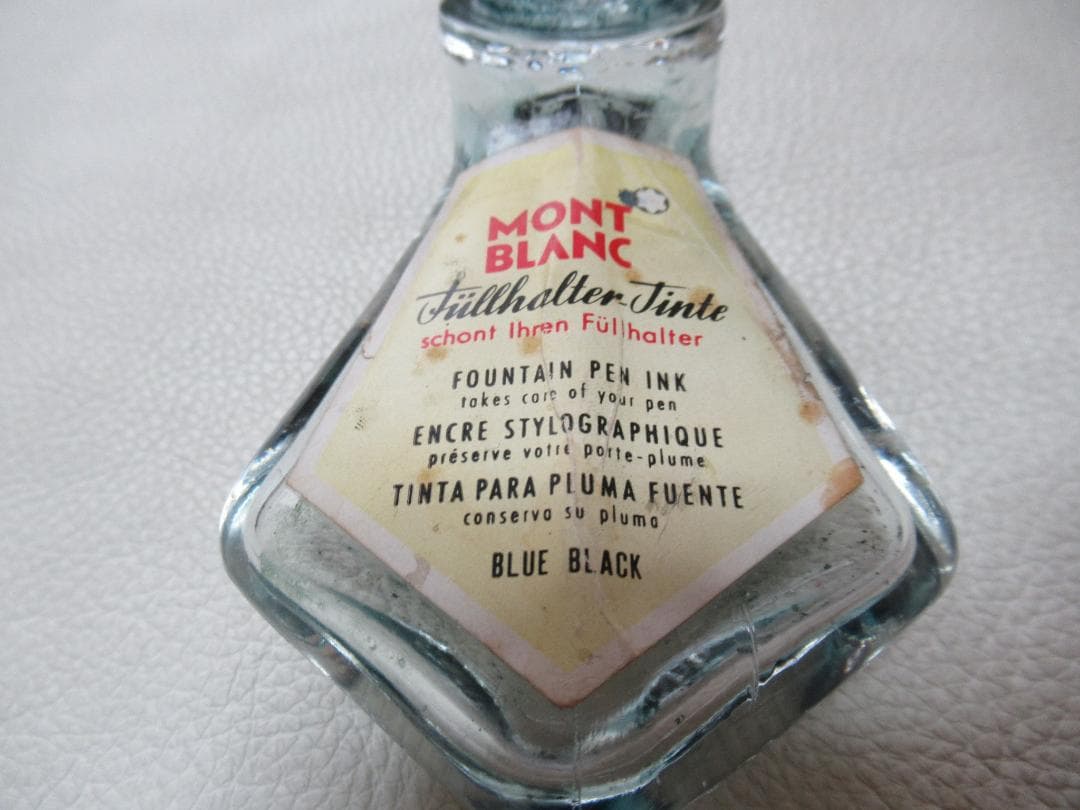 MONT
BLANC
Füllhalter-Tinte
schont Ihren Füllhalter
FOUNTAIN PEN INK
takes care of your pen
ENCRE STYLOGRAPHIQUE
préserve votre porte-plume
TINTA PARA PLUMA FUENTE
conserva su pluma
BLUE BLACK